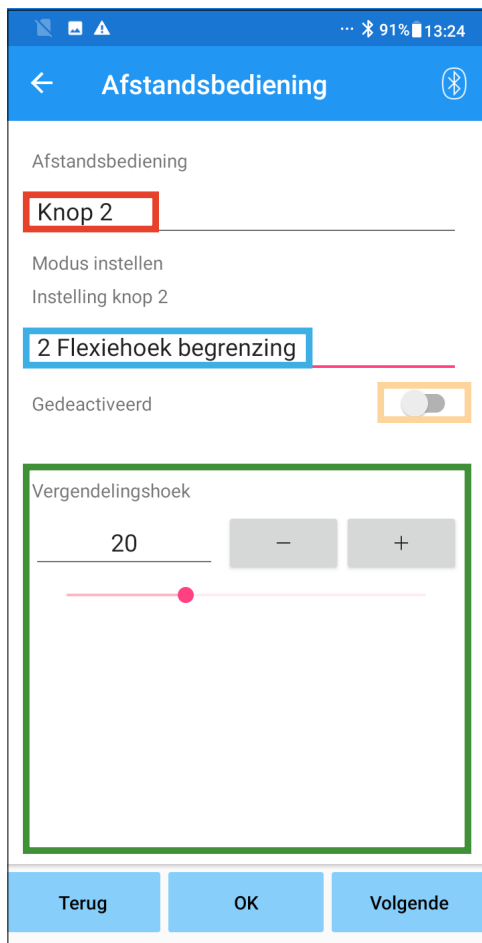 ... 91% 13:24
Afstandsbediening
Afstandsbediening
Knop 2
Modus instellen
Instelling knop 2
2 Flexiehoek begrenzing
Gedeactiveerd
Vergendelingshoek
20 − +
Terug OK Volgende